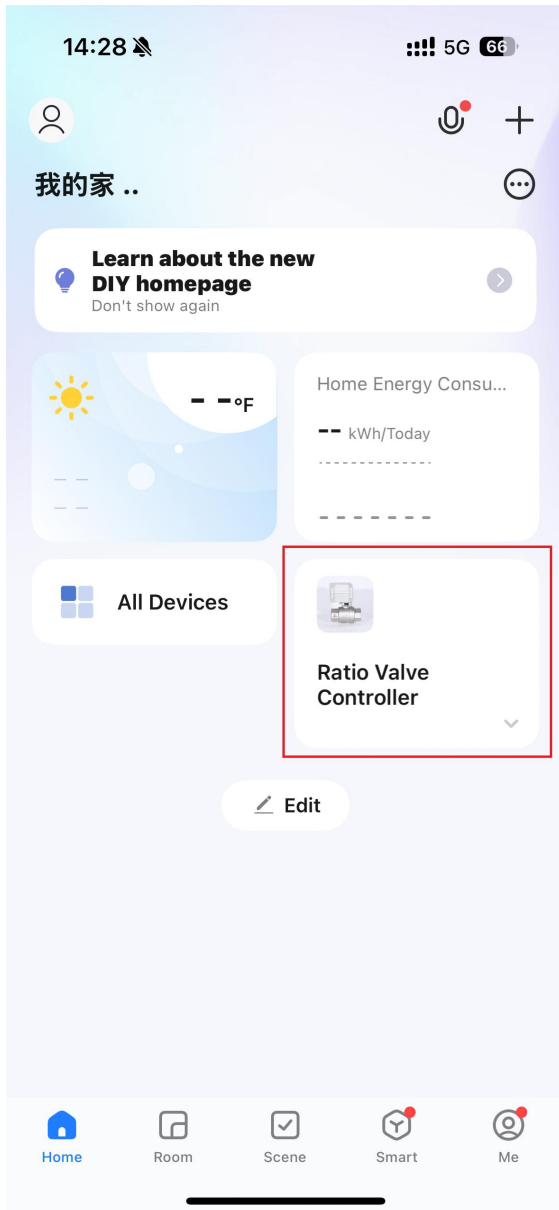 14:28
5G 66
我的家 ..
Learn about the new
DIY homepage
Don't show again
– –°F
Home Energy Consu...
-- kWh/Today
All Devices
Ratio Valve
Controller
Edit
Home
Room
Scene
Smart
Me